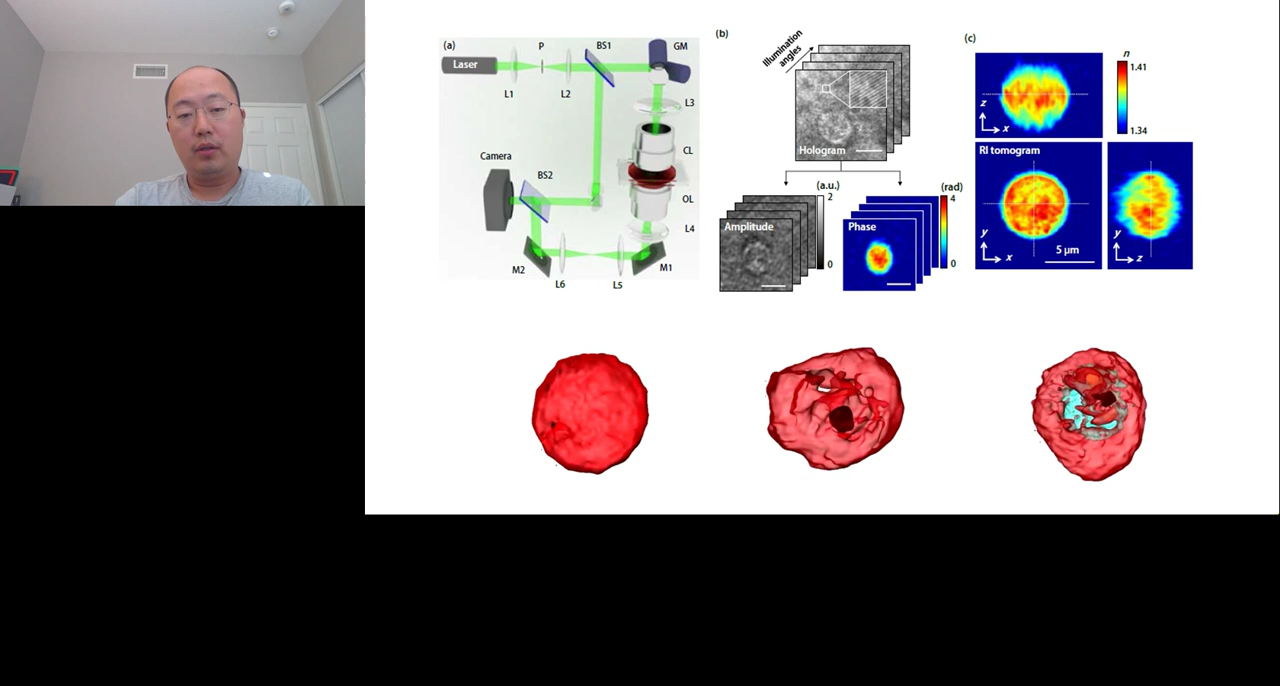 (a)
Laser
P
BS1
GM
L1
L2
L3
Camera
CL
BS2
OL
L4
M2
L6
L5
M1
(b)
Illumination
angles
Hologram
(a.u.)
2
(rad)
4
Amplitude
Phase
0
0
(c)
n
1.41
1.34
z
x
RI tomogram
y
x
5 μm
y
z